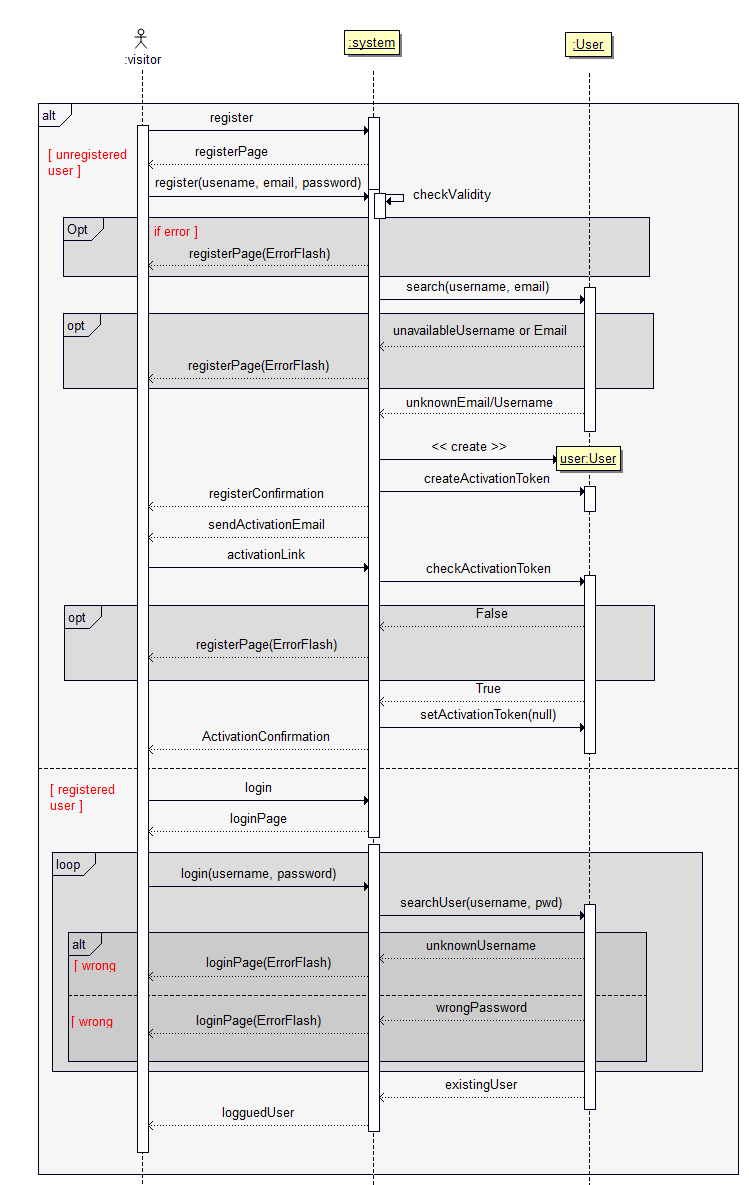 :visitor
:system
:User
alt
register
[ unregistered
user ]
registerPage
register(usename, email, password)
checkValidity
Opt
if error ]
registerPage(ErrorFlash)
search(username, email)
opt
unavailableUsername or Email
registerPage(ErrorFlash)
unknownEmail/Username
<< create >>
user:User
createActivationToken
registerConfirmation
sendActivationEmail
activationLink
checkActivationToken
opt
False
registerPage(ErrorFlash)
True
setActivationToken(null)
ActivationConfirmation
[ registered
user ]
login
loginPage
loop
login(username, password)
searchUser(username, pwd)
alt
unknownUsername
[ wrong
loginPage(ErrorFlash)
wrongPassword
[ wrong
loginPage(ErrorFlash)
existingUser
logguedUser